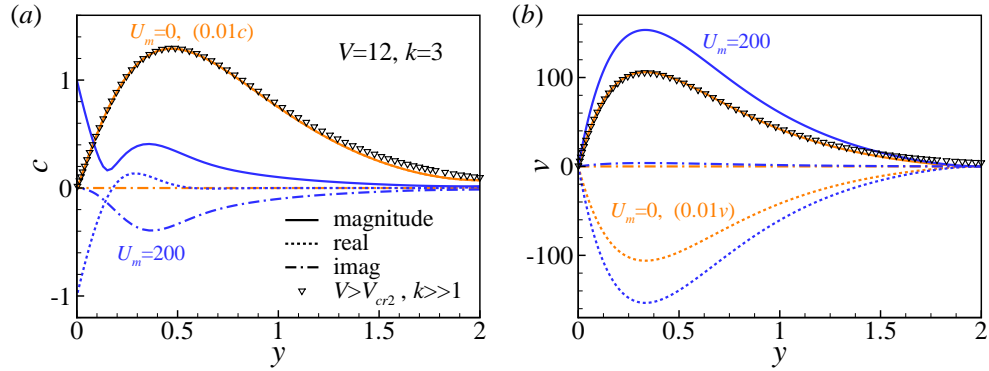 (a)
U_m=0, (0.01c)
V=12, k=3
1
0
-1
c
U_m=200
magnitude
real
imag
V>V_cr2 , k>>1
0 0.5 1 1.5 2
y
(b)
U_m=200
100
0
-100
v
U_m=0, (0.01v)
0 0.5 1 1.5 2
y